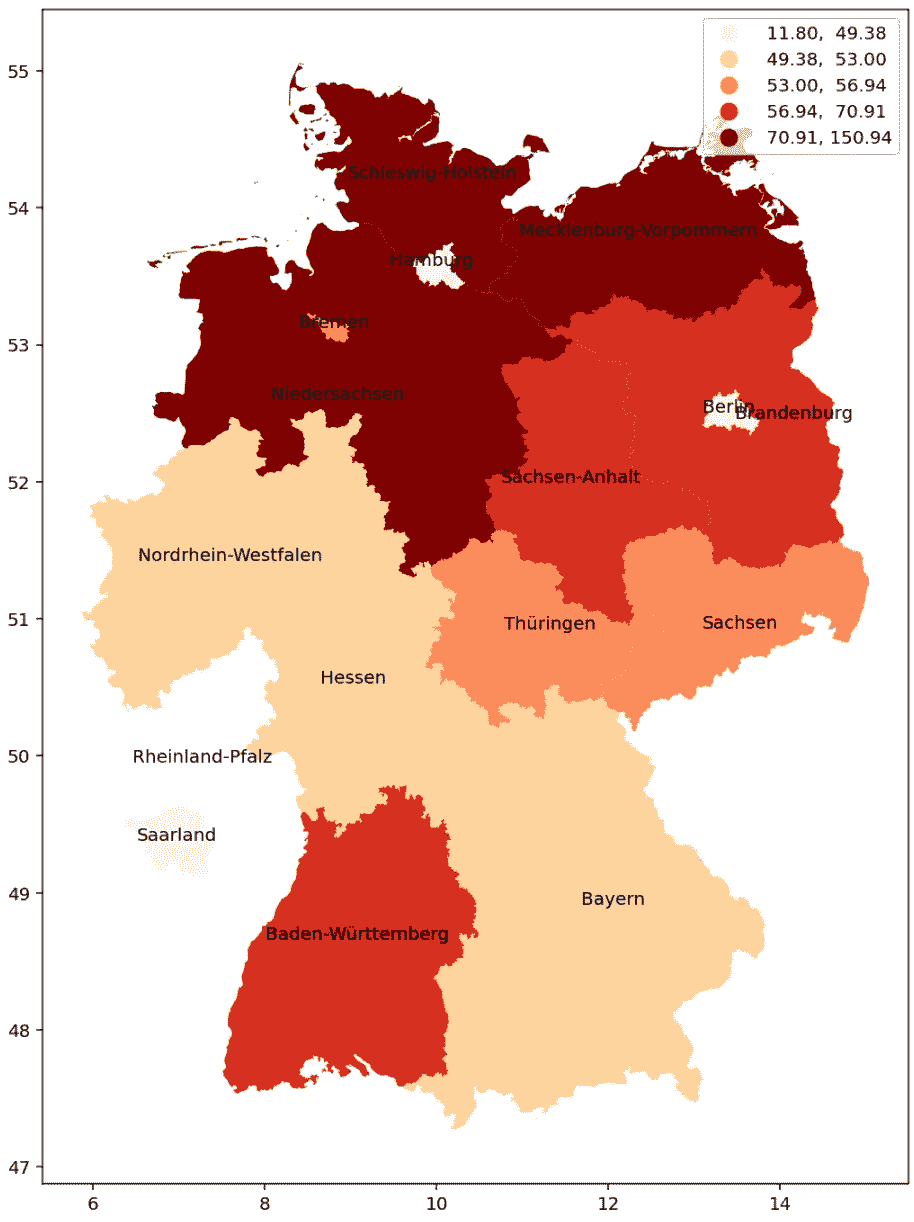 11.80, 49.38
49.38, 53.00
53.00, 56.94
56.94, 70.91
70.91, 150.94
55
Schleswig-Holstein
54
Mecklenburg-Vorpommern
Hamburg
Bremen
53
Niedersachsen
Berlin
Brandenburg
52
Sachsen-Anhalt
Nordrhein-Westfalen
51
Thüringen
Sachsen
Hessen
50
Rheinland-Pfalz
Saarland
49
Bayern
Baden-Württemberg
48
47
6 8 10 12 14